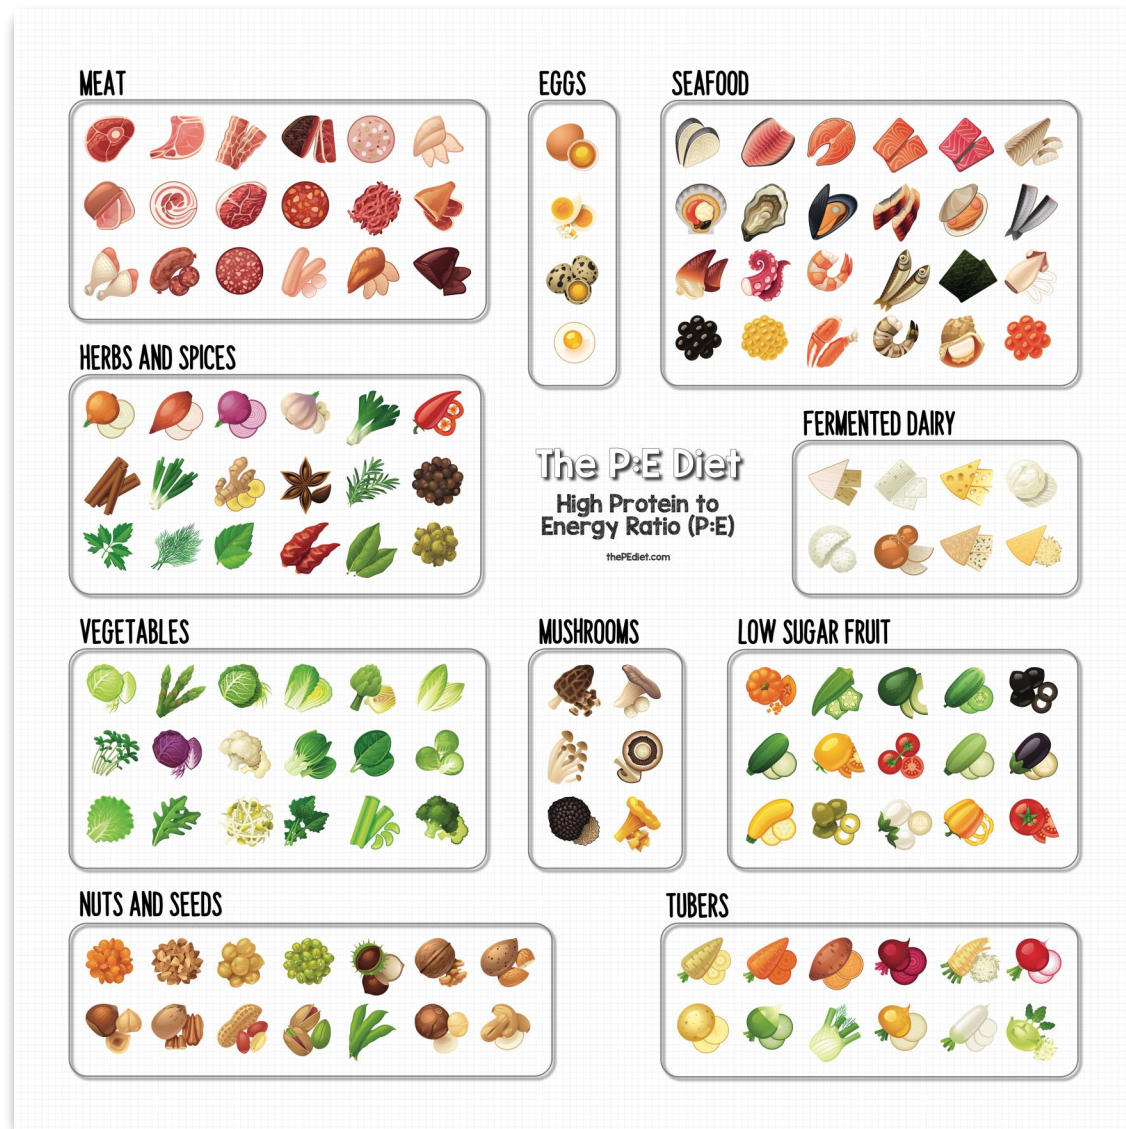 MEAT
EGGS
SEAFOOD
HERBS AND SPICES
FERMENTED DAIRY
The P:E Diet
High Protein to
Energy Ratio (P:E)
thePEdiet.com
VEGETABLES
MUSHROOMS
LOW SUGAR FRUIT
NUTS AND SEEDS
TUBERS